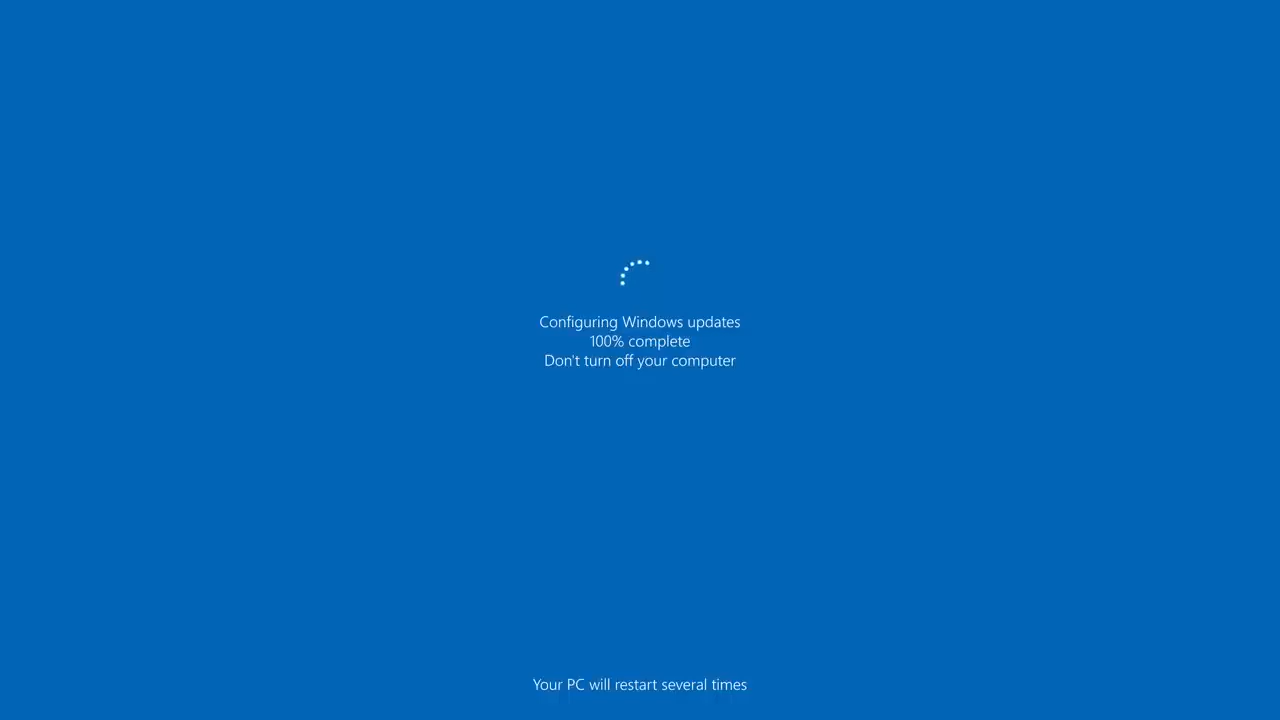 Configuring Windows updates
100% complete
Don't turn off your computer
Your PC will restart several times